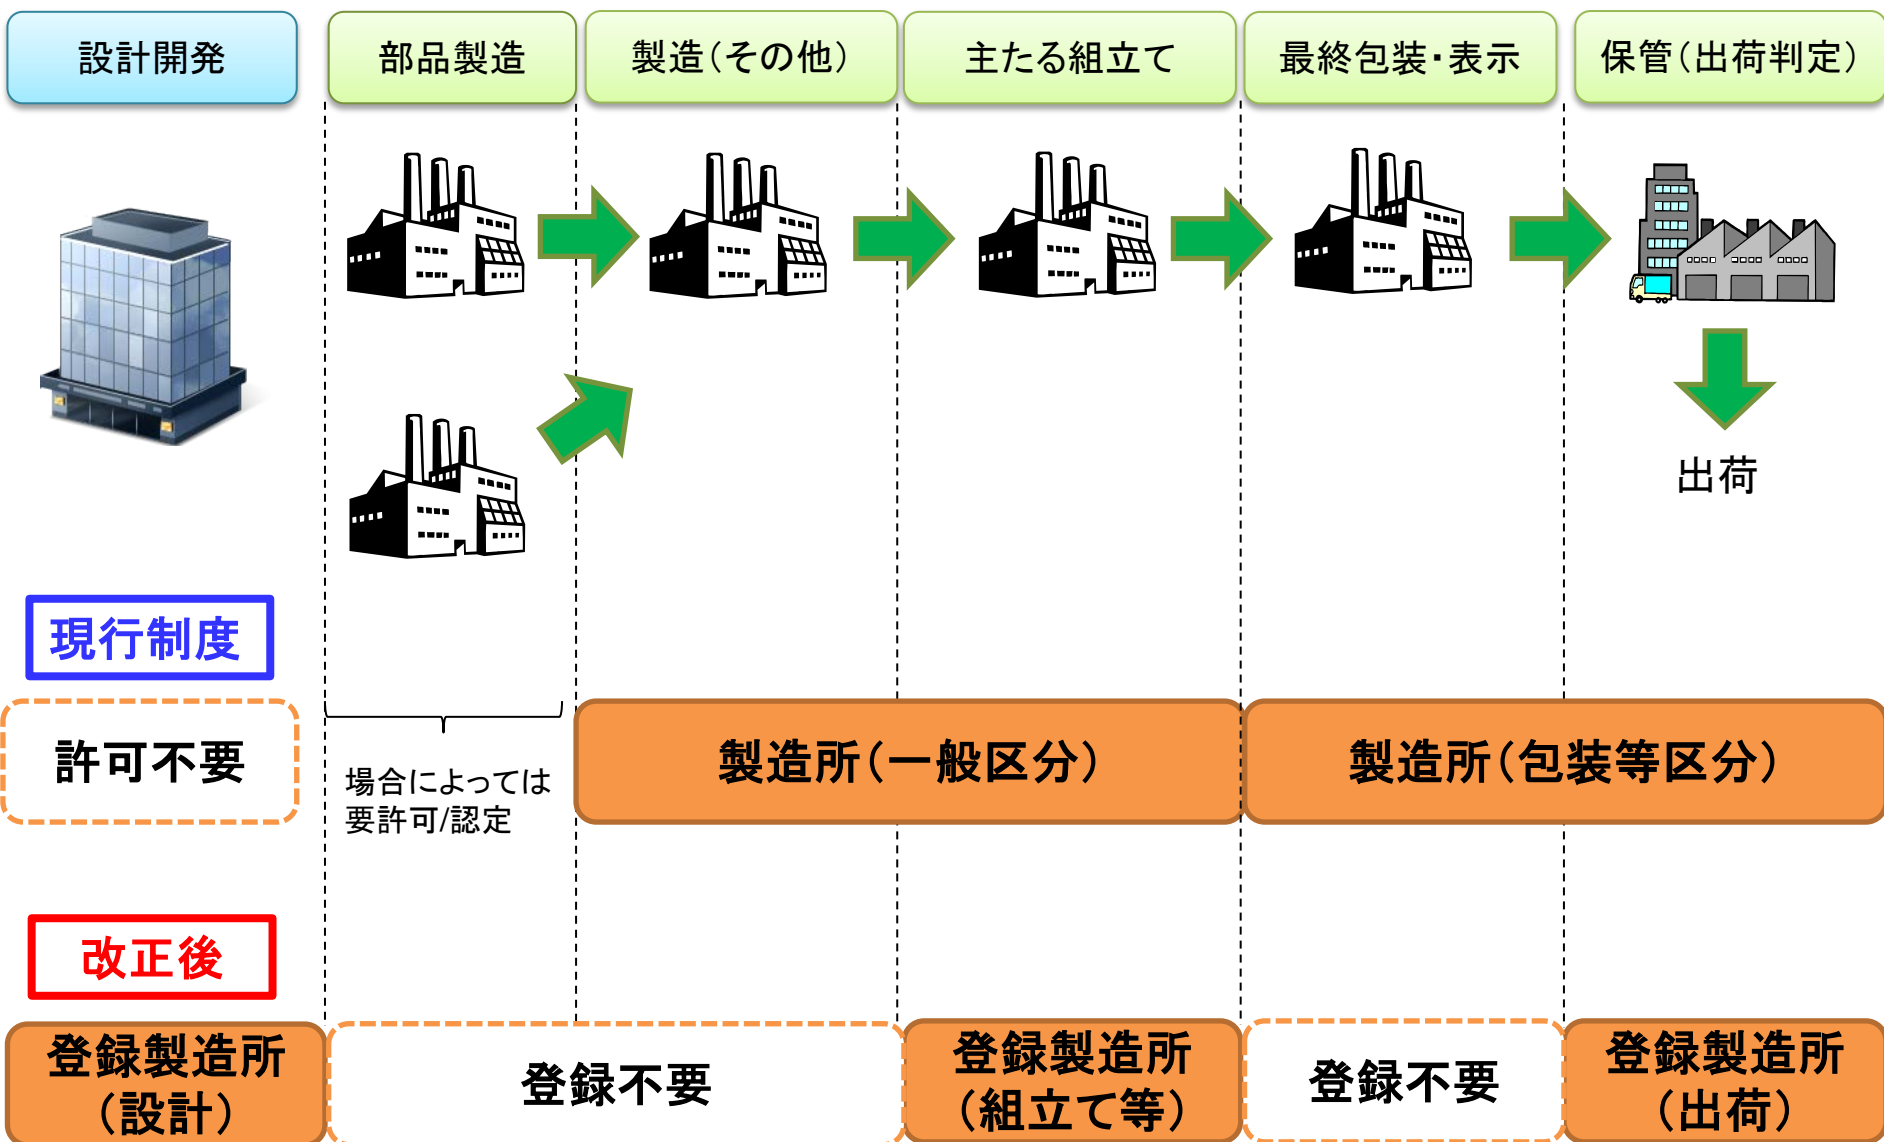 設計開発
部品製造
製造（その他）
主たる組立て
最終包装・表示
保管（出荷判定）
出荷
現行制度
許可不要
場合によっては
要許可/認定
製造所（一般区分）
製造所（包装等区分）
改正後
登録製造所
（設計）
登録不要
登録製造所
（組立て等）
登録不要
登録製造所
（出荷）